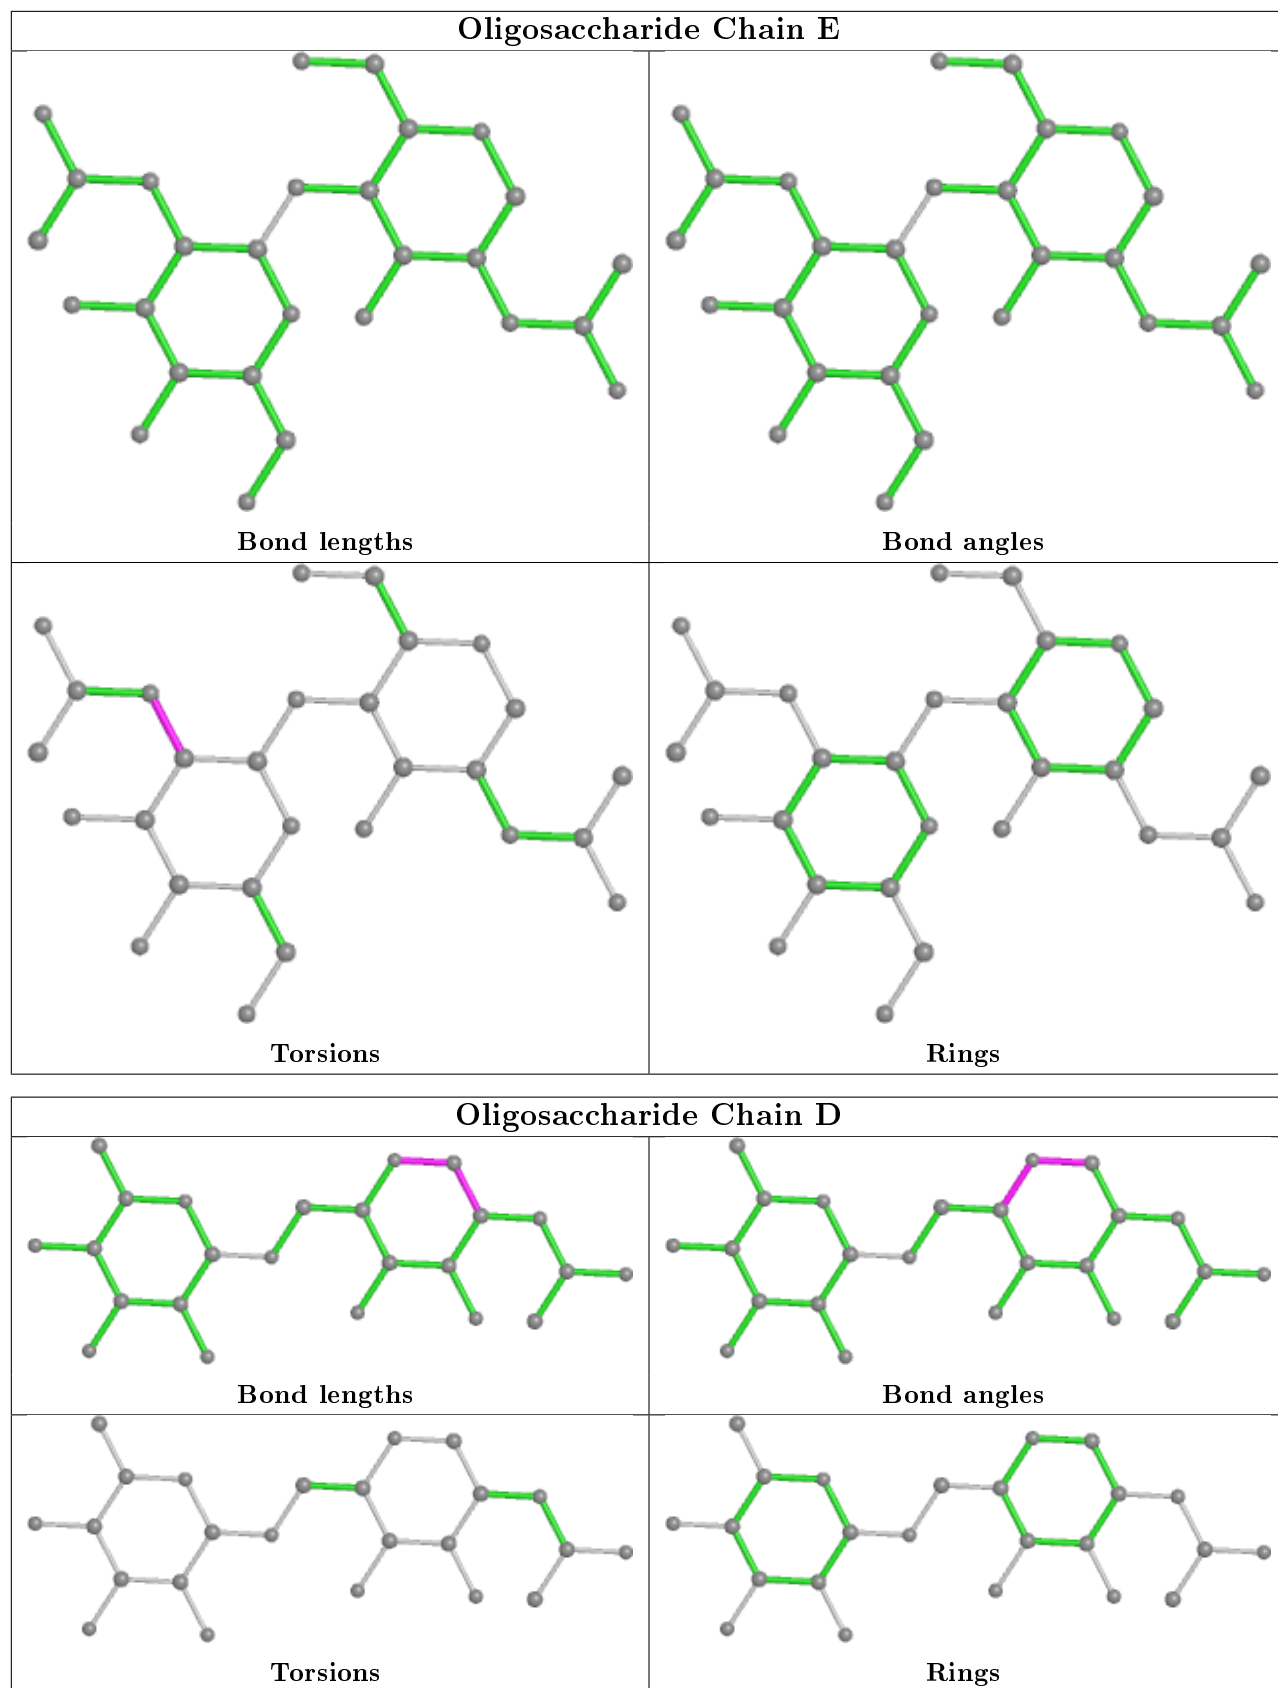 Oligosaccharide Chain E
Bond lengths
Bond angles
Torsions
Rings
Oligosaccharide Chain D
Bond lengths
Bond angles
Torsions
Rings